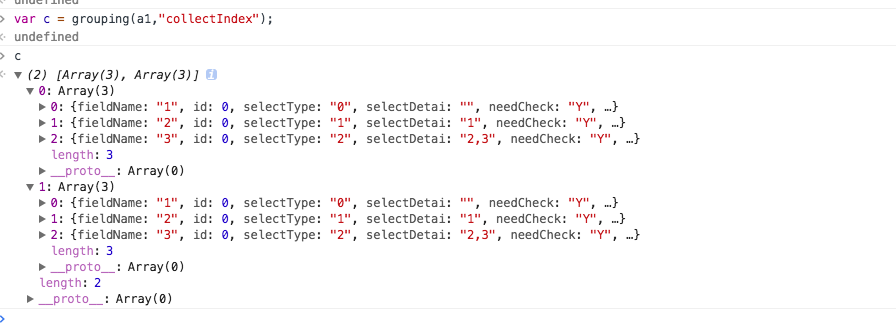 undefined
> var c = grouping(a1,"collectIndex");
< undefined
> c
< ▼ (2) [Array(3), Array(3)] i
▼ 0: Array(3)
▶ 0: {fieldName: "1", id: 0, selectType: "0", selectDetai: "", needCheck: "Y", …}
▶ 1: {fieldName: "2", id: 0, selectType: "1", selectDetai: "1", needCheck: "Y", …}
▶ 2: {fieldName: "3", id: 0, selectType: "2", selectDetai: "2,3", needCheck: "Y", …}
length: 3
▶ __proto__: Array(0)
▼ 1: Array(3)
▶ 0: {fieldName: "1", id: 0, selectType: "0", selectDetai: "", needCheck: "Y", …}
▶ 1: {fieldName: "2", id: 0, selectType: "1", selectDetai: "1", needCheck: "Y", …}
▶ 2: {fieldName: "3", id: 0, selectType: "2", selectDetai: "2,3", needCheck: "Y", …}
length: 3
▶ __proto__: Array(0)
length: 2
▶ __proto__: Array(0)
>